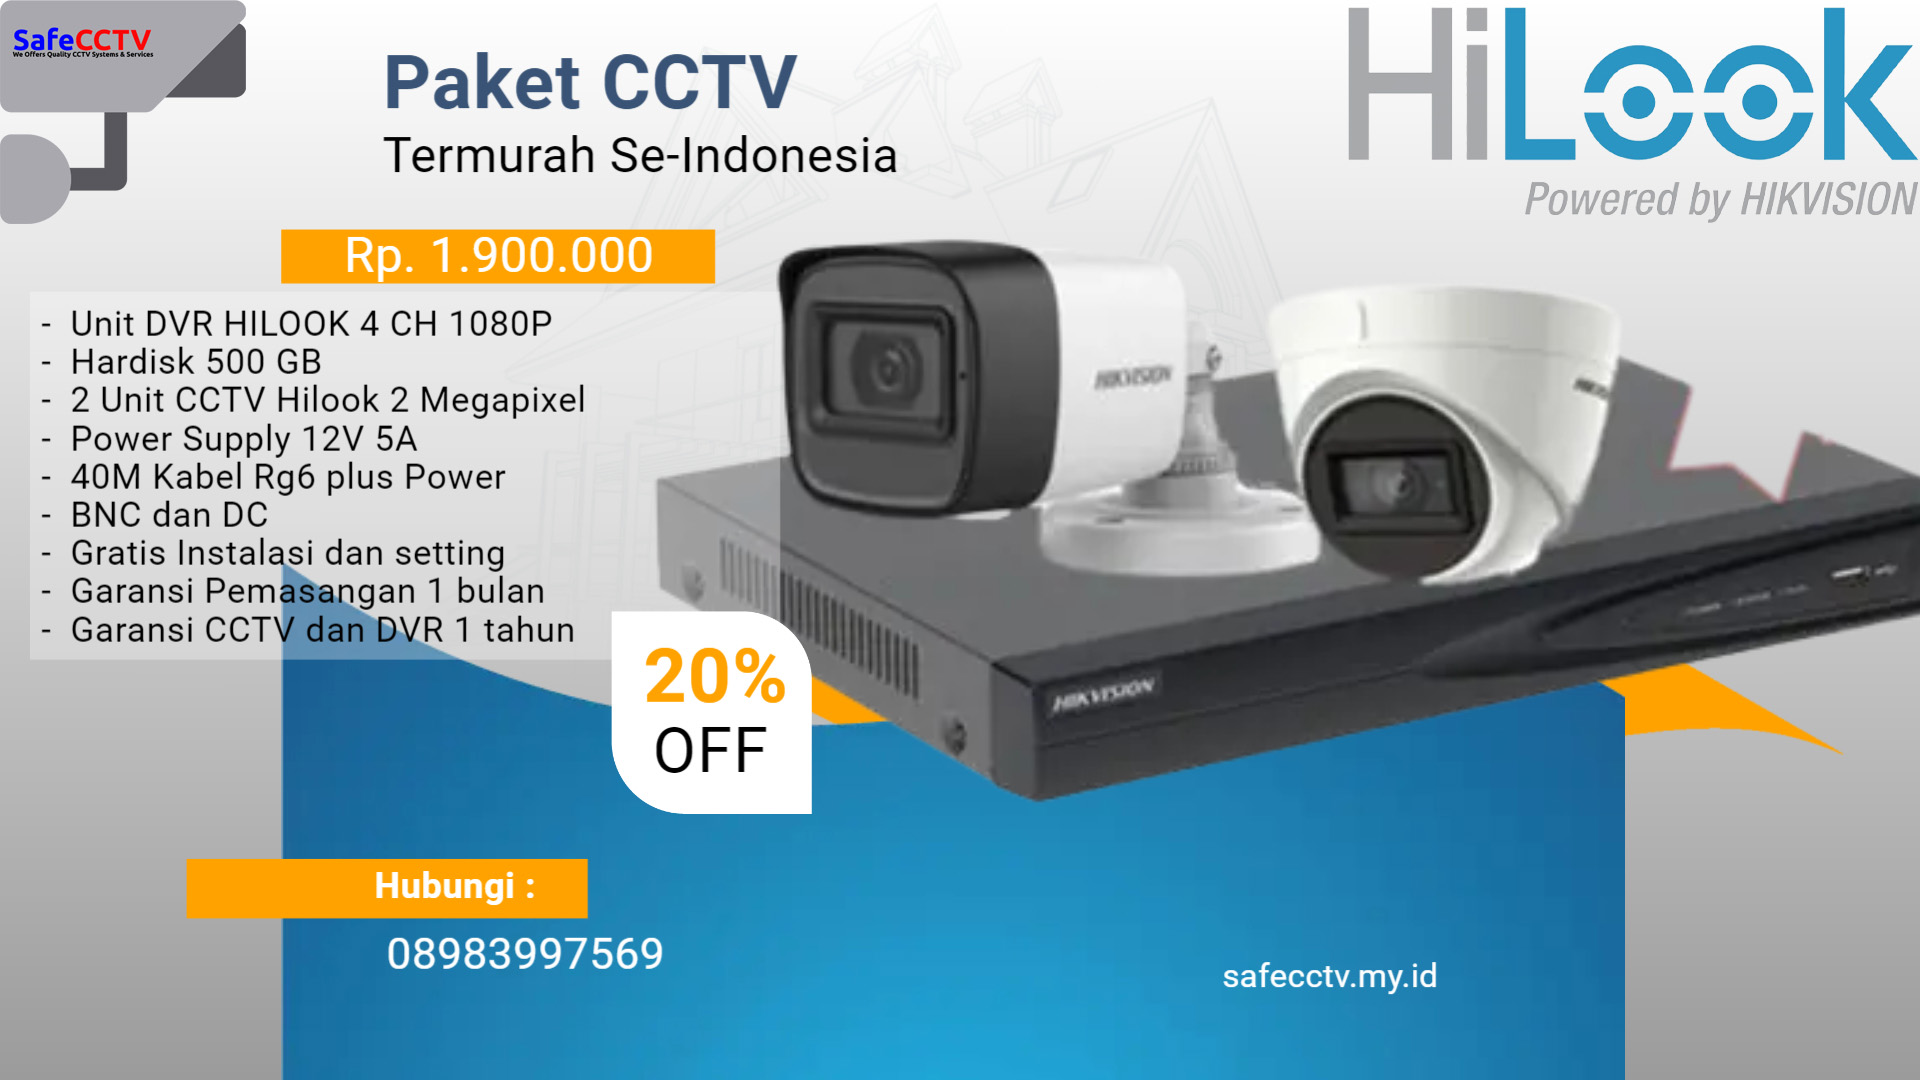 SafeCCTV
We Offers Quality CCTV Systems & Services
Paket CCTV
Termurah Se-Indonesia
HiLook
Powered by HIKVISION
Rp. 1.900.000
- Unit DVR HILOOK 4 CH 1080P
- Hardisk 500 GB
- 2 Unit CCTV Hilook 2 Megapixel
- Power Supply 12V 5A
- 40M Kabel Rg6 plus Power
- BNC dan DC
- Gratis Instalasi dan setting
- Garansi Pemasangan 1 bulan
- Garansi CCTV dan DVR 1 tahun
HIKVISION
HIKVISION
20%
OFF
Hubungi :
08983997569
safecctv.my.id